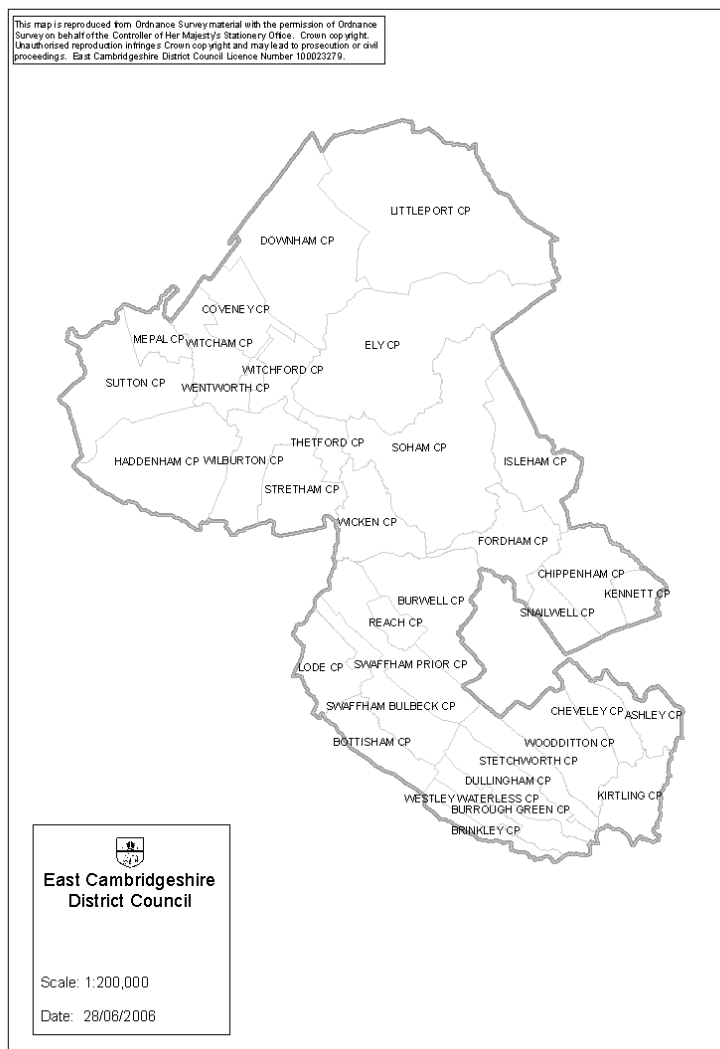 This map is reproduced from Ordnance Survey material with the permission of Ordnance
Survey on behalf of the Controller of Her Majesty's Stationery Office. Crown copyright.
Unauthorised reproduction infringes Crown copyright and may lead to prosecution or civil
proceedings. East Cambridgeshire District Council Licence Number 100023279.
LITTLEPORT CP
DOWNHAM CP
COVENEY CP
MEPAL CP
WITCHAM CP
ELY CP
WITCHFORD CP
SUTTON CP
WENTWORTH CP
THETFORD CP
SOHAM CP
HADDENHAM CP
WILBURTON CP
ISLEHAM CP
STRETHAM CP
WICKEN CP
FORDHAM CP
CHIPPENHAM CP
KENNETT CP
BURWELL CP
SNAILWELL CP
REACH CP
LODE CP
SWAFFHAM PRIOR CP
SWAFFHAM BULBECK CP
CHEVELEY CP
ASHLEY CP
BOTTISHAM CP
WOODDITTON CP
STETCHWORTH CP
DULLINGHAM CP
WESTLEY WATERLESS CP
KIRTLING CP
BURROUGH GREEN CP
BRINKLEY CP
East Cambridgeshire
District Council
Scale: 1:200,000
Date: 28/06/2006